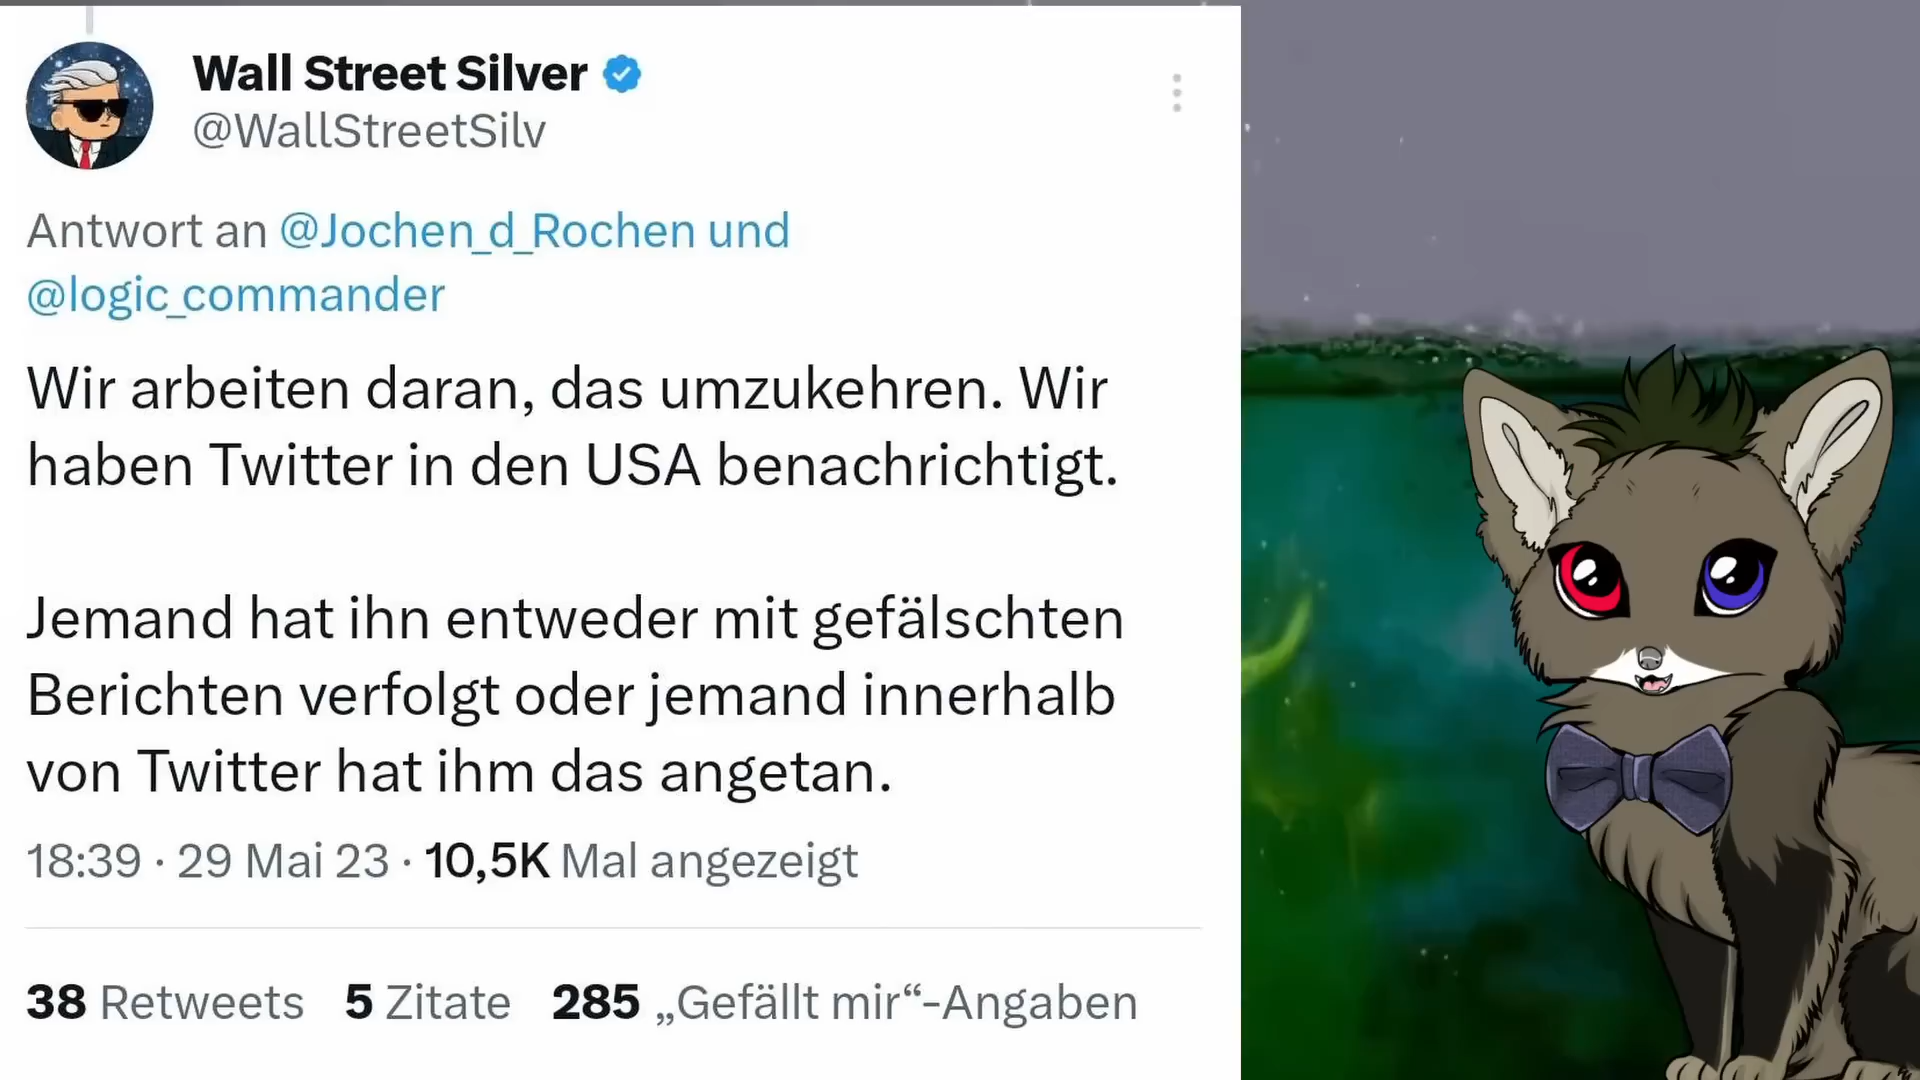 Wall Street Silver
@WallStreetSilv
Antwort an @Jochen_d_Rochen und
@logic_commander
Wir arbeiten daran, das umzukehren. Wir
haben Twitter in den USA benachrichtigt.
Jemand hat ihn entweder mit gefälschten
Berichten verfolgt oder jemand innerhalb
von Twitter hat ihm das angetan.
18:39 · 29 Mai 23 · 10,5K Mal angezeigt
38 Retweets 5 Zitate 285 „Gefällt mir“-Angaben